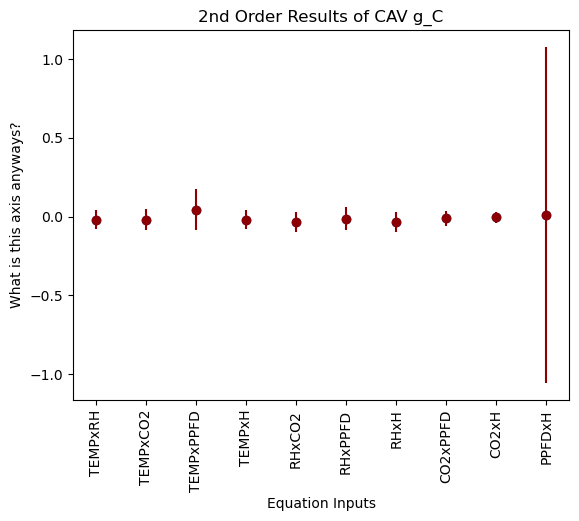 2nd Order Results of CAV g_C
What is this axis anyways?
1.0
0.5
0.0
−0.5
−1.0
TEMPxRH
TEMPxCO2
TEMPxPPFD
TEMPxH
RHxCO2
RHxPPFD
RHxH
CO2xPPFD
CO2xH
PPFDxH
Equation Inputs